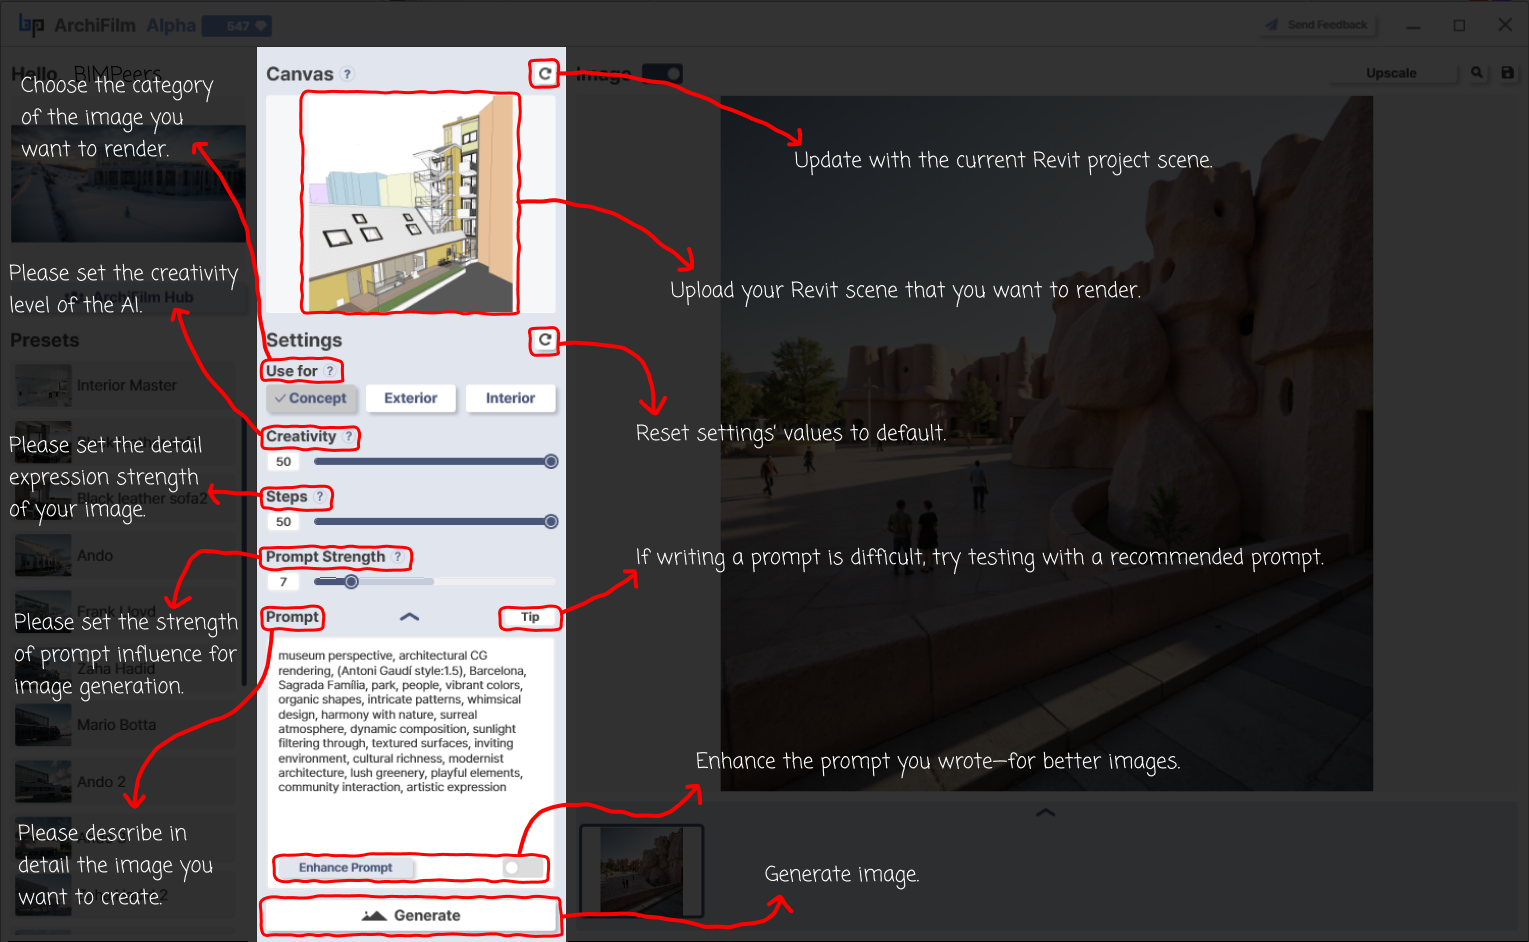 ArchiFilm Alpha 547
Send Feedback
Hello, BIMPeers
Choose the category
of the image you
want to render.
Please set the creativity
level of the AI.
ArchiFilm Hub
Presets
Interior Master
Please set the detail
expression strength
of your image.
Black leather sofa2
Ando
Frank Lloyd
Please set the strength
of prompt influence for
image generation.
Zaha Hadid
Mario Botta
Ando 2
Please describe in
detail the image you
want to create.
Canvas ?
Settings
Use for ?
Concept Exterior Interior
Creativity ?
50
Steps ?
50
Prompt Strength ?
7
Prompt Tip
museum perspective, architectural CG
rendering, (Antoni Gaudí style:1.5), Barcelona,
Sagrada Família, park, people, vibrant colors,
organic shapes, intricate patterns, whimsical
design, harmony with nature, surreal
atmosphere, dynamic composition, sunlight
filtering through, textured surfaces, inviting
environment, cultural richness, modernist
architecture, lush greenery, playful elements,
community interaction, artistic expression
Enhance Prompt
Generate
Image
Upscale
Update with the current Revit project scene.
Upload your Revit scene that you want to render.
Reset settings' values to default.
If writing a prompt is difficult, try testing with a recommended prompt.
Enhance the prompt you wrote—for better images.
Generate image.